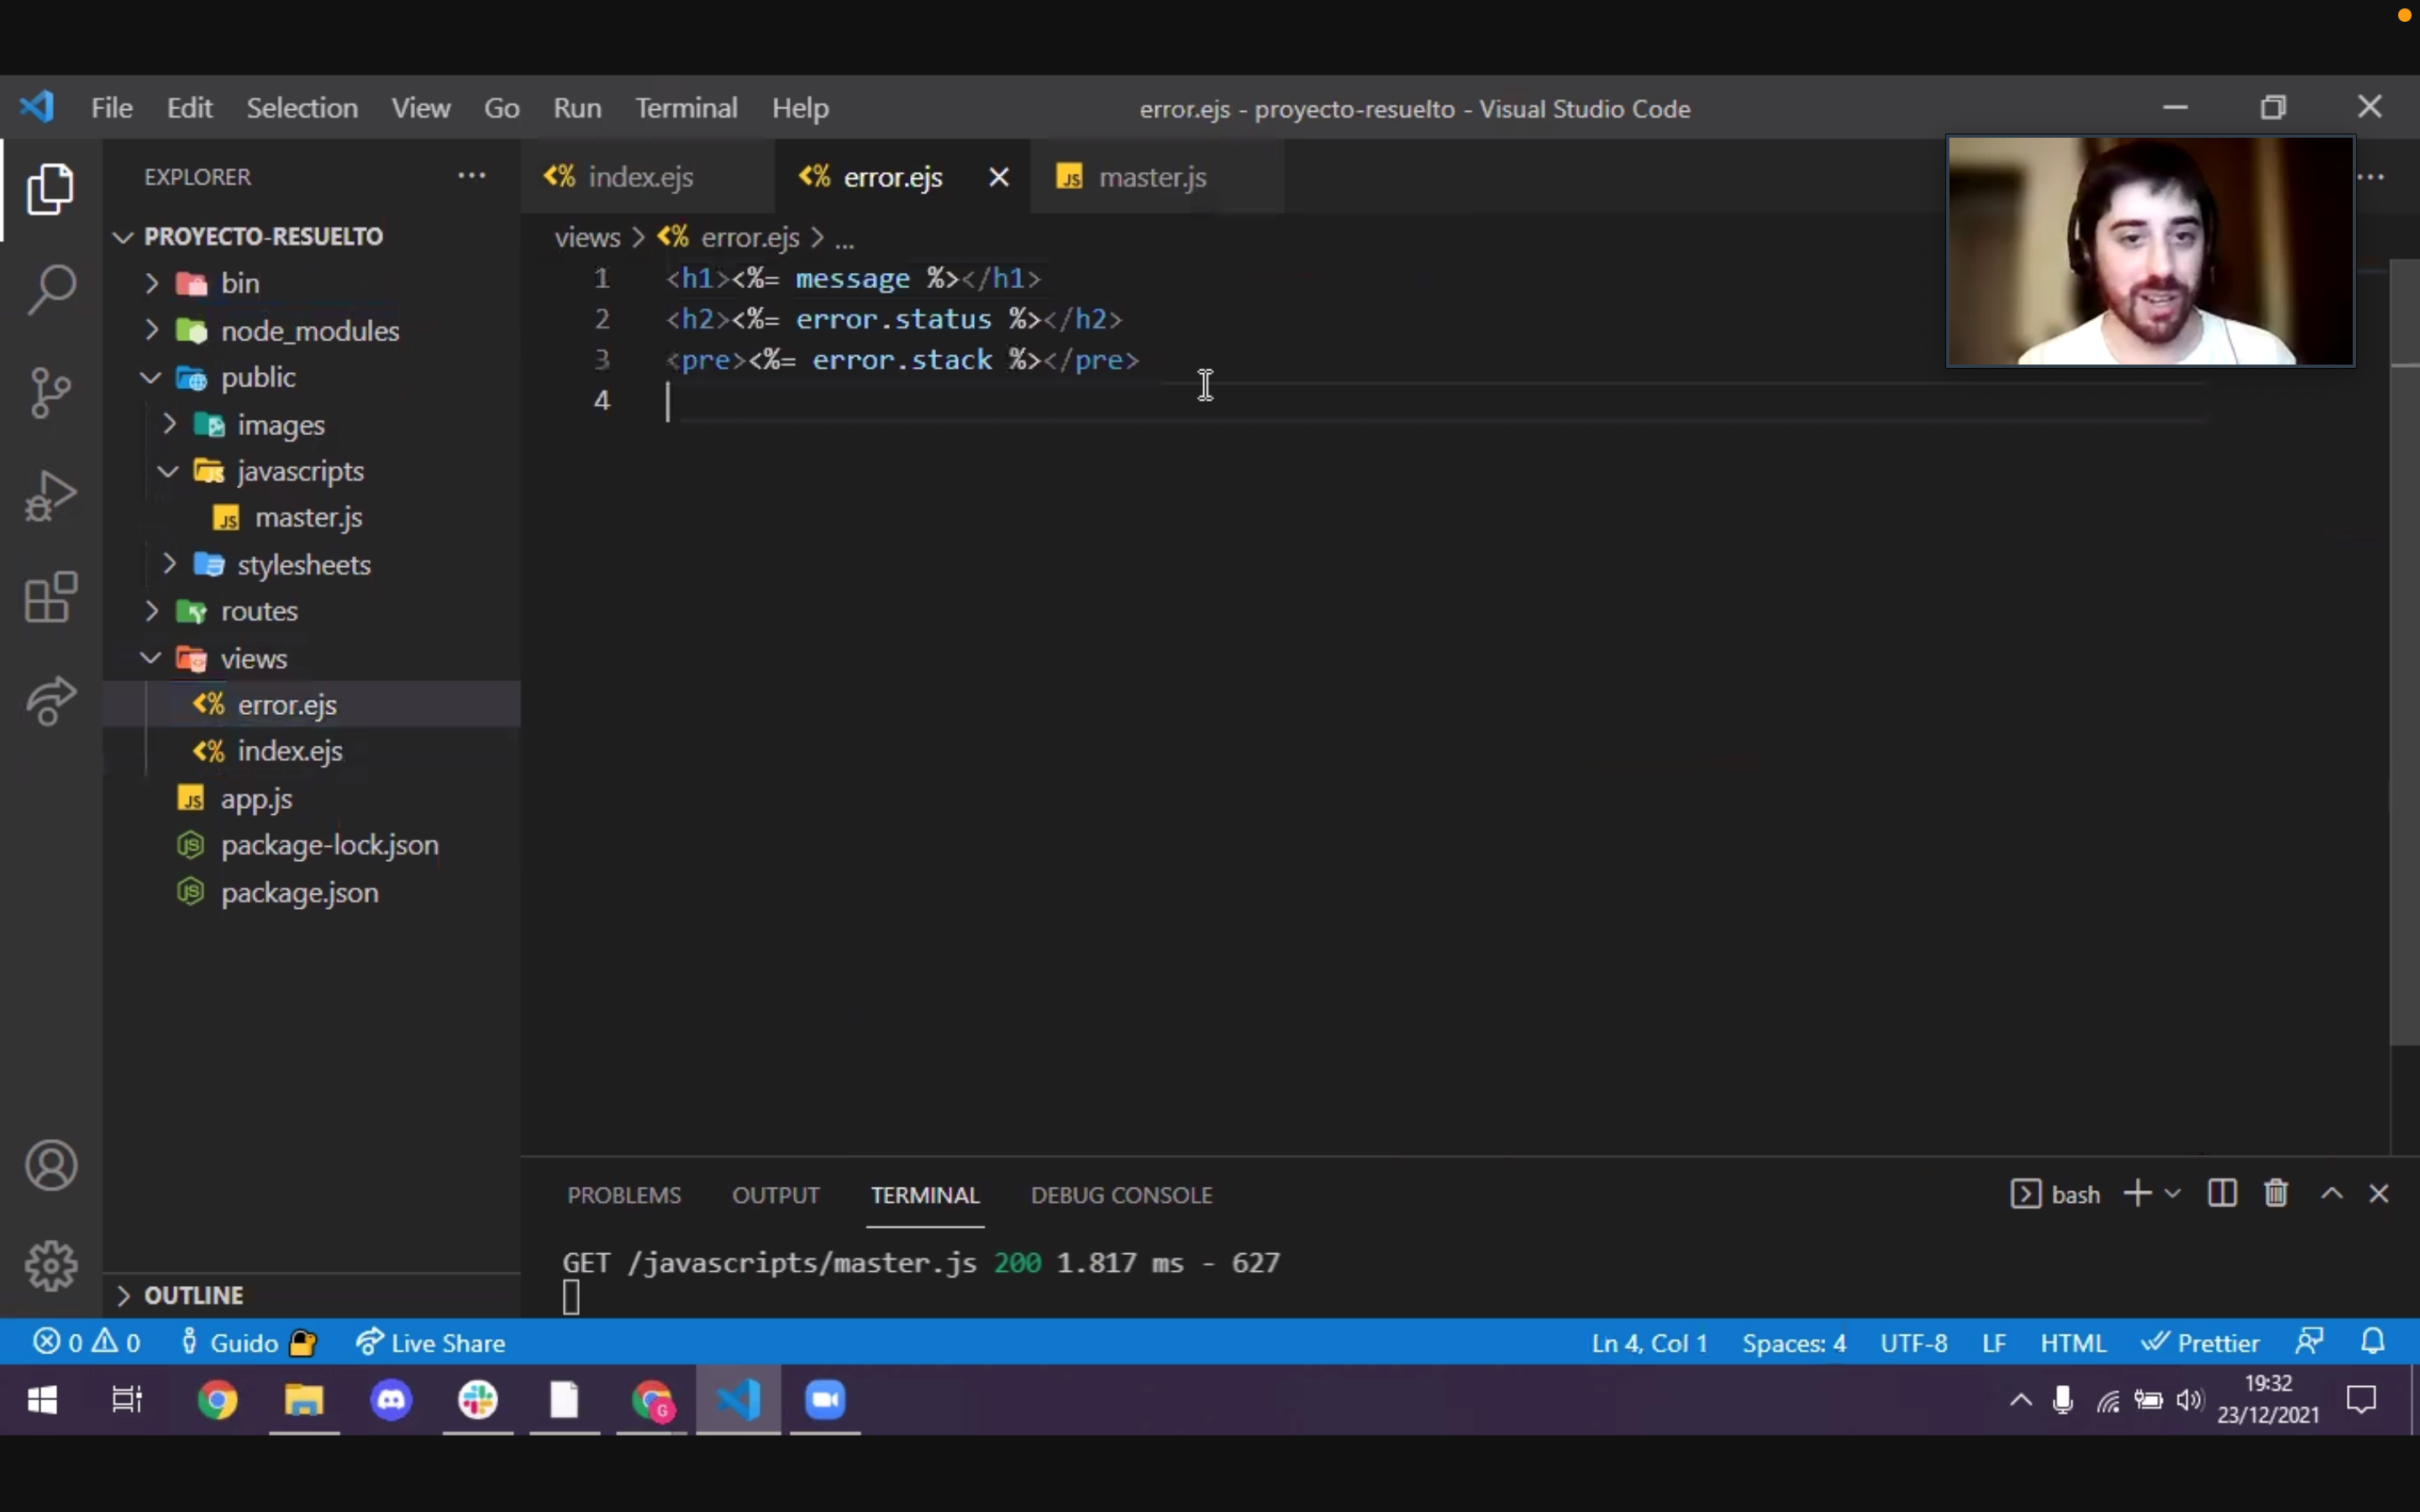 File Edit Selection View Go Run Terminal Help error.ejs - proyecto-resuelto - Visual Studio Code
EXPLORER
index.ejs
error.ejs
master.js
PROYECTO-RESUELTO
bin
node_modules
public
images
javascripts
master.js
stylesheets
routes
views
error.ejs
index.ejs
app.js
package-lock.json
package.json
OUTLINE
views > error.ejs > ...
1 <h1><%= message %></h1>
2 <h2><%= error.status %></h2>
3 <pre><%= error.stack %></pre>
4
PROBLEMS OUTPUT TERMINAL DEBUG CONSOLE
bash
GET /javascripts/master.js 200 1.817 ms - 627
0 0 Guido Live Share Ln 4, Col 1 Spaces: 4 UTF-8 LF HTML Prettier
19:32
23/12/2021